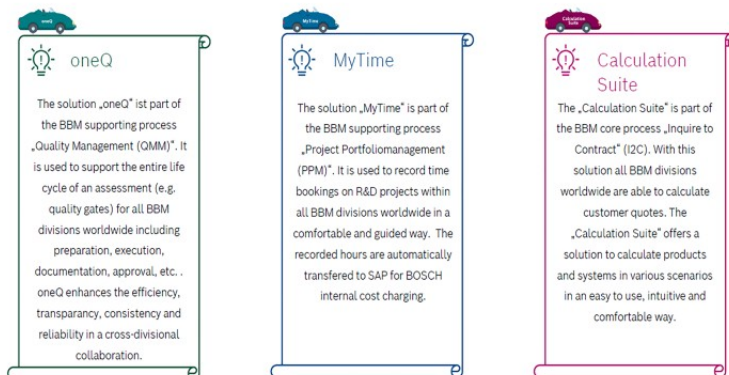 oneQ
oneQ
The solution „oneQ" ist part of
the BBM supporting process
„Quality Management (QMM)". It
is used to support the entire life
cycle of an assessment (e.g.
quality gates) for all BBM
divisions worldwide including
preparation, execution,
documentation, approval, etc. .
oneQ enhances the efficiency,
transparancy, consistency and
reliability in a cross-divisional
collaboration.
MyTime
MyTime
The solution „MyTime" is part of
the BBM supporting process
„Project Portfoliomanagement
(PPM)". It is used to record time
bookings on R&D projects within
all BBM divisions worldwide in a
comfortable and guided way. The
recorded hours are automatically
transfered to SAP for BOSCH
internal cost charging.
Calculation
Suite
Calculation
Suite
The „Calculation Suite" is part of
the BBM core process „Inquire to
Contract" (I2C). With this
solution all BBM divisions
worldwide are able to calculate
customer quotes. The
„Calculation Suite" offers a
solution to calculate products
and systems in various scenarios
in an easy to use, intuitive and
comfortable way.